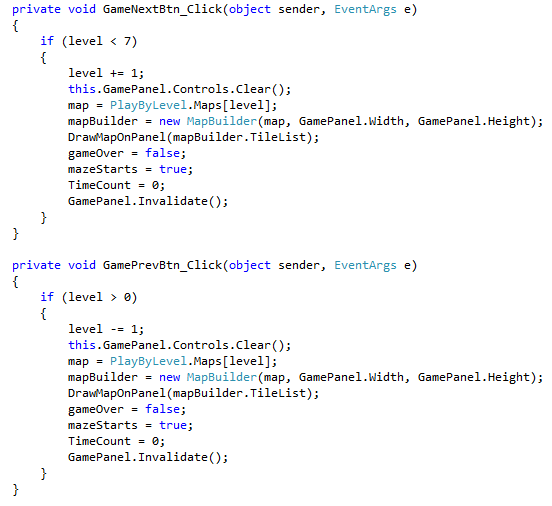 private void GameNextBtn_Click(object sender, EventArgs e)
{
    if (level < 7)
    {
        level += 1;
        this.GamePanel.Controls.Clear();
        map = PlayByLevel.Maps[level];
        mapBuilder = new MapBuilder(map, GamePanel.Width, GamePanel.Height);
        DrawMapOnPanel(mapBuilder.TileList);
        gameOver = false;
        mazeStarts = true;
        TimeCount = 0;
        GamePanel.Invalidate();
    }
}

private void GamePrevBtn_Click(object sender, EventArgs e)
{
    if (level > 0)
    {
        level -= 1;
        this.GamePanel.Controls.Clear();
        map = PlayByLevel.Maps[level];
        mapBuilder = new MapBuilder(map, GamePanel.Width, GamePanel.Height);
        DrawMapOnPanel(mapBuilder.TileList);
        gameOver = false;
        mazeStarts = true;
        TimeCount = 0;
        GamePanel.Invalidate();
    }
}